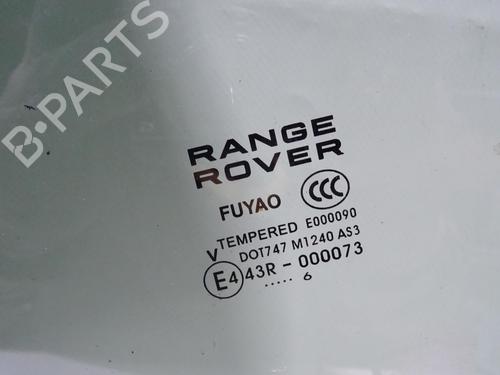 B-PARTS
RANGE
ROVER
FUYAO CCC
TEMPERED E000090
V DOT747 M1240 AS3
E4 43R - 000073
..... 6